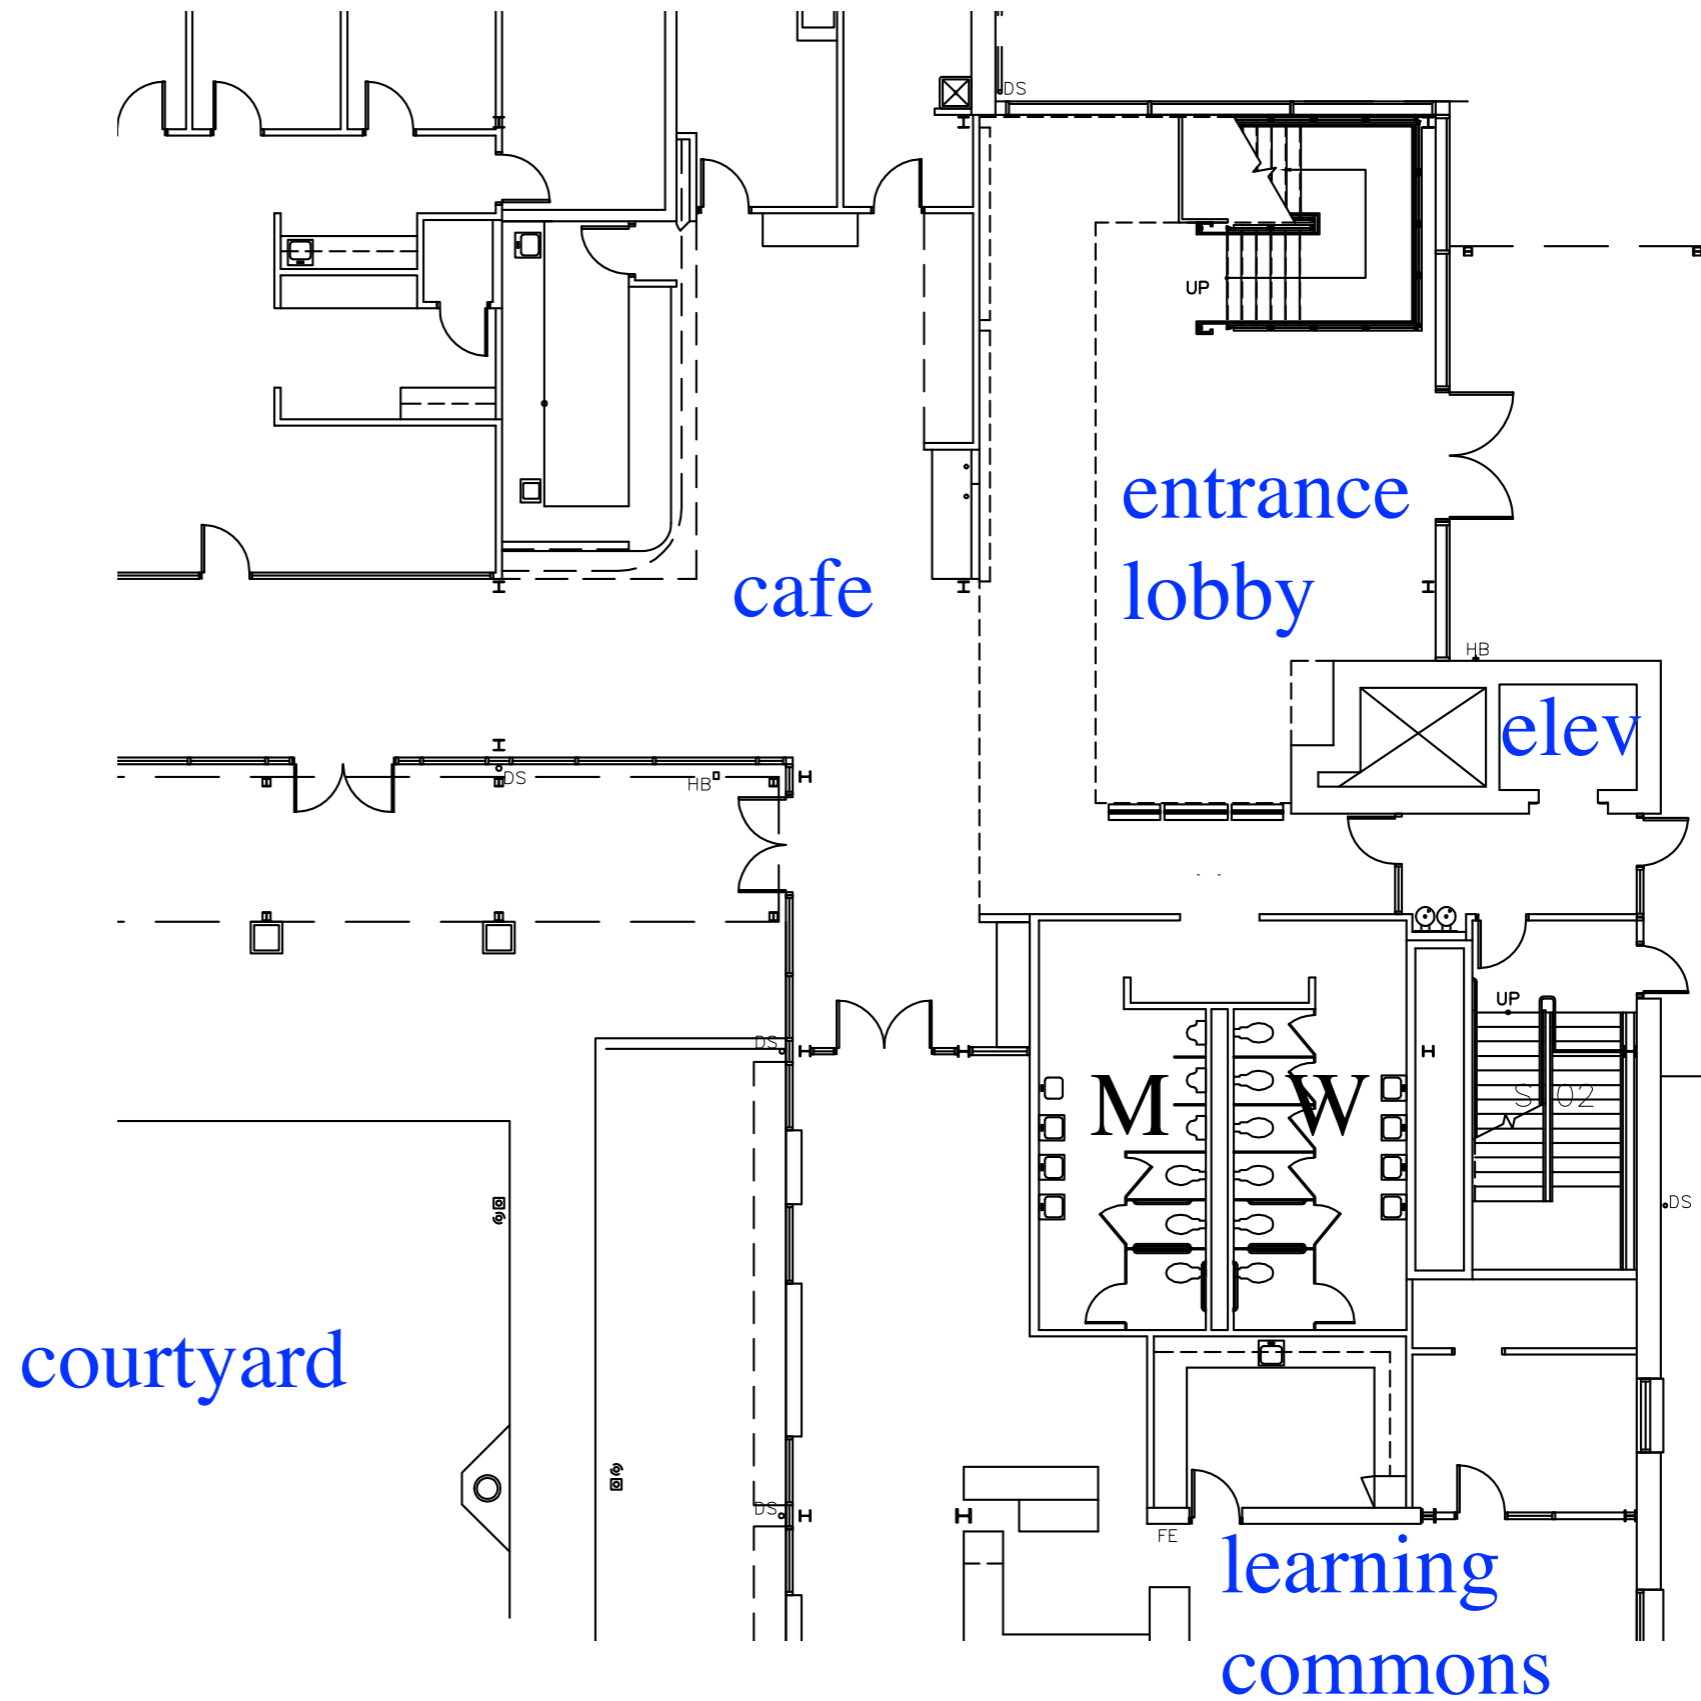 DS
UP
entrance
lobby
cafe
HB
elev
DS
HB
UP
DS
M
W
DS
courtyard
DS
FE
learning
commons